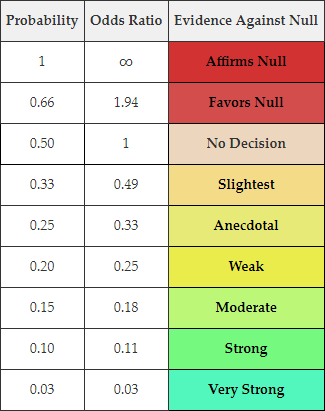 Probability Odds Ratio Evidence Against Null
1 ∞ Affirms Null
0.66 1.94 Favors Null
0.50 1 No Decision
0.33 0.49 Slightest
0.25 0.33 Anecdotal
0.20 0.25 Weak
0.15 0.18 Moderate
0.10 0.11 Strong
0.03 0.03 Very Strong